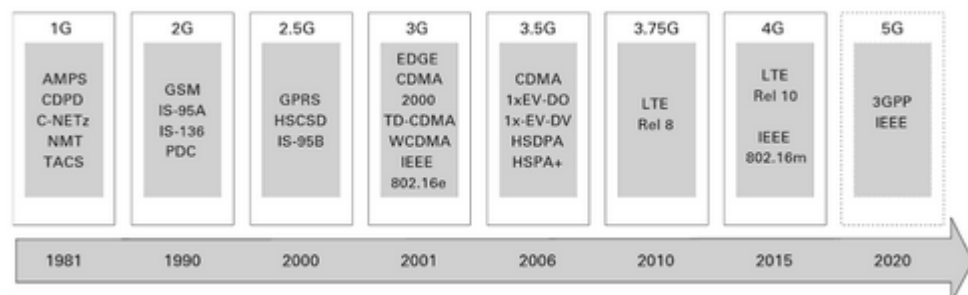 1G
AMPS
CDPD
C-NETz
NMT
TACS
2G
GSM
IS-95A
IS-136
PDC
2.5G
GPRS
HSCSD
IS-95B
3G
EDGE
CDMA
2000
TD-CDMA
WCDMA
IEEE
802.16e
3.5G
CDMA
1xEV-DO
1x-EV-DV
HSDPA
HSPA+
3.75G
LTE
Rel 8
4G
LTE
Rel 10
IEEE
802.16m
5G
3GPP
IEEE
1981
1990
2000
2001
2006
2010
2015
2020